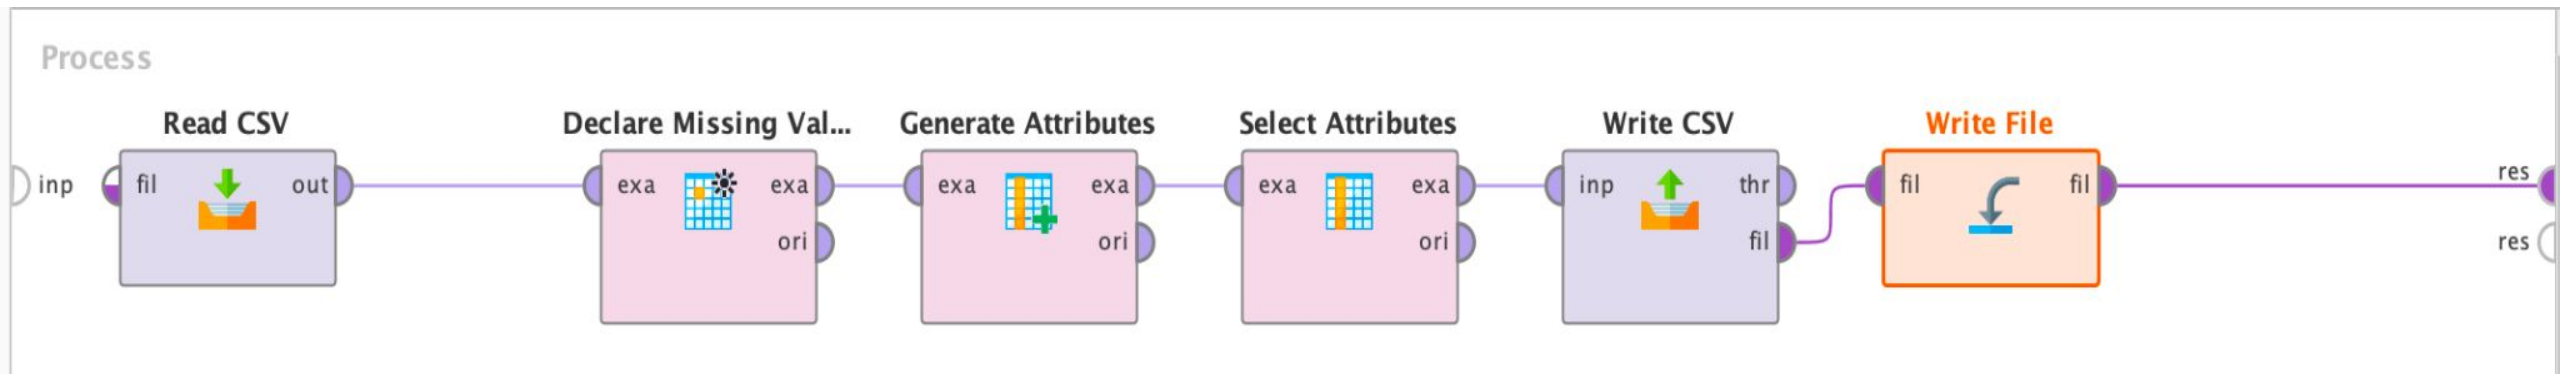 Process
Read CSV
Declare Missing Val...
Generate Attributes
Select Attributes
Write CSV
Write File
inp
fil
out
exa
exa
ori
exa
exa
ori
exa
exa
ori
inp
thr
fil
fil
fil
res
res